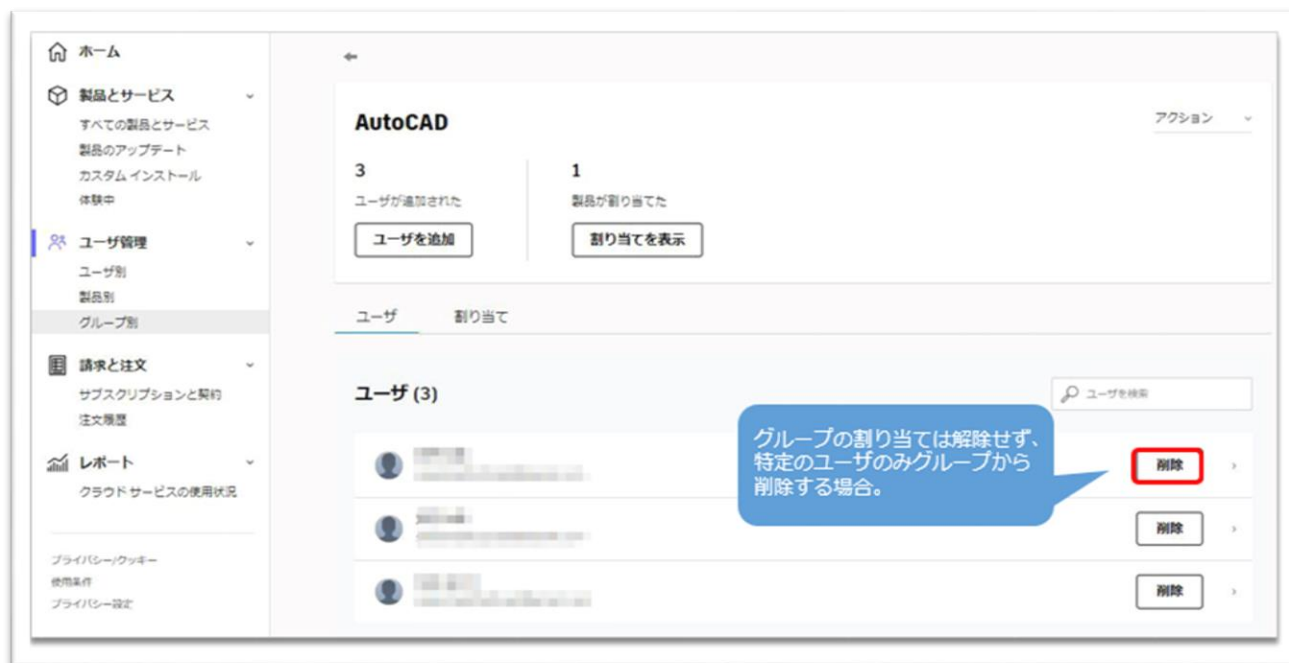 ホーム
製品とサービス
すべての製品とサービス
製品のアップデート
カスタム インストール
体験中
ユーザ管理
ユーザ別
製品別
グループ別
請求と注文
サブスクリプションと契約
注文履歴
レポート
クラウド サービスの使用状況
プライバシー/クッキー
使用条件
プライバシー設定
AutoCAD
アクション
3
ユーザが追加された
ユーザを追加
1
製品が割り当てた
割り当てを表示
ユーザ
割り当て
ユーザ (3)
ユーザを検索
グループの割り当ては解除せず、
特定のユーザのみグループから
削除する場合。
削除
削除
削除